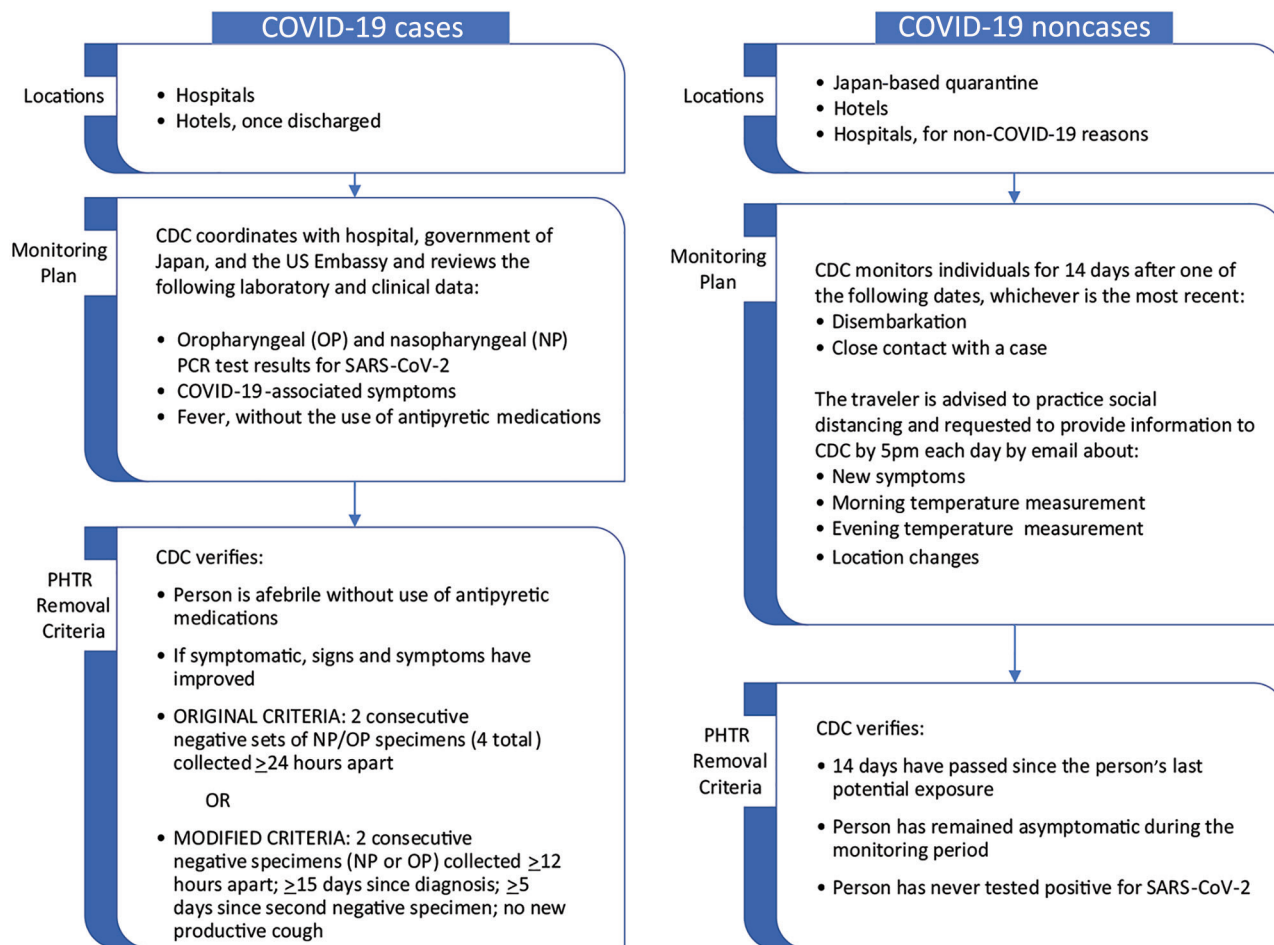 COVID-19 cases
Locations
• Hospitals
• Hotels, once discharged
Monitoring
Plan
CDC coordinates with hospital, government of
Japan, and the US Embassy and reviews the
following laboratory and clinical data:
• Oropharyngeal (OP) and nasopharyngeal (NP)
PCR test results for SARS-CoV-2
• COVID-19-associated symptoms
• Fever, without the use of antipyretic medications
PHTR
Removal
Criteria
CDC verifies:
• Person is afebrile without use of antipyretic
medications
• If symptomatic, signs and symptoms have
improved
• ORIGINAL CRITERIA: 2 consecutive
negative sets of NP/OP specimens (4 total)
collected ≥24 hours apart
OR
• MODIFIED CRITERIA: 2 consecutive
negative specimens (NP or OP) collected ≥12
hours apart; ≥15 days since diagnosis; ≥5
days since second negative specimen; no new
productive cough
COVID-19 noncases
Locations
• Japan-based quarantine
• Hotels
• Hospitals, for non-COVID-19 reasons
Monitoring
Plan
CDC monitors individuals for 14 days after one of
the following dates, whichever is the most recent:
• Disembarkation
• Close contact with a case
The traveler is advised to practice social
distancing and requested to provide information to
CDC by 5pm each day by email about:
• New symptoms
• Morning temperature measurement
• Evening temperature measurement
• Location changes
PHTR
Removal
Criteria
CDC verifies:
• 14 days have passed since the person's last
potential exposure
• Person has remained asymptomatic during the
monitoring period
• Person has never tested positive for SARS-CoV-2